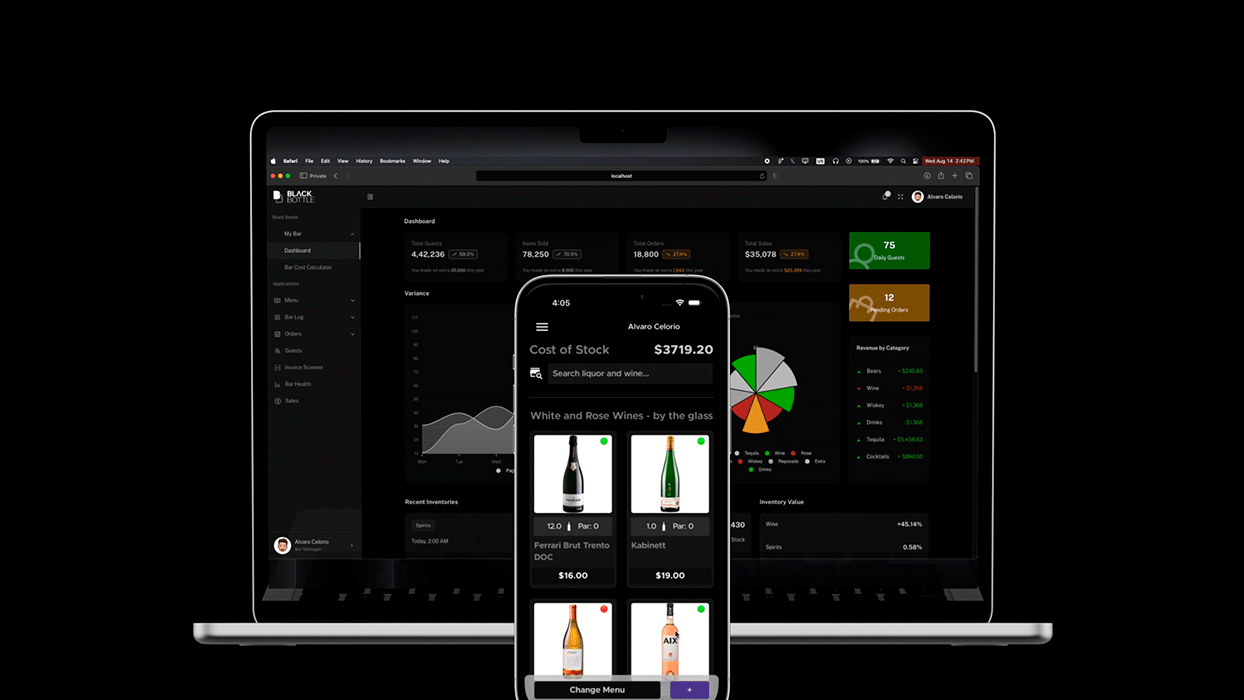 Safari File Edit View History Bookmarks Window Help
US 100% Wed Aug 14 2:42PM
Private
localhost
BLACK
BOTTLE
Alvaro Celorio
Black Bottle
My Bar
Dashboard
Bar Cost Calculator
Applications
Menu
Bar Log
Orders
Guests
Invoice Scanner
Bar Health
Sales
Alvaro Celorio
Bar Manager
Dashboard
Total Guests
4,42,236 59.3%
You made an extra 35,000 this year
Items Sold
78,250 70.5%
You made an extra 8,900 this year
Total Orders
18,800 27.4%
You made an extra 1,943 this year
Total Sales
$35,078 27.4%
You made an extra $20,395 this year
75
Daily Guests
12
Pending Orders
Variance
Mon Tue Wed
Tequila Wine Rose
Wiskey Reposado Extra
Drinks
Revenue by Category
Beers + $245.85
Wine + $1,368
Wiskey + $1,368
Drinks -$1,368
Tequila + $5,458.63
Cocktails + $890.00
Recent Inventories
Spirits
Today, 2:00 AM
430
Stock
Inventory Value
Wine +45.14%
Spirits 0.58%
4:05
Alvaro Celorio
Cost of Stock $3719.20
Search liquor and wine...
White and Rose Wines - by the glass
12.0 Par: 0
Ferrari Brut Trento
DOC
$16.00
1.0 Par: 0
Kabinett
$19.00
AIX
Change Menu +